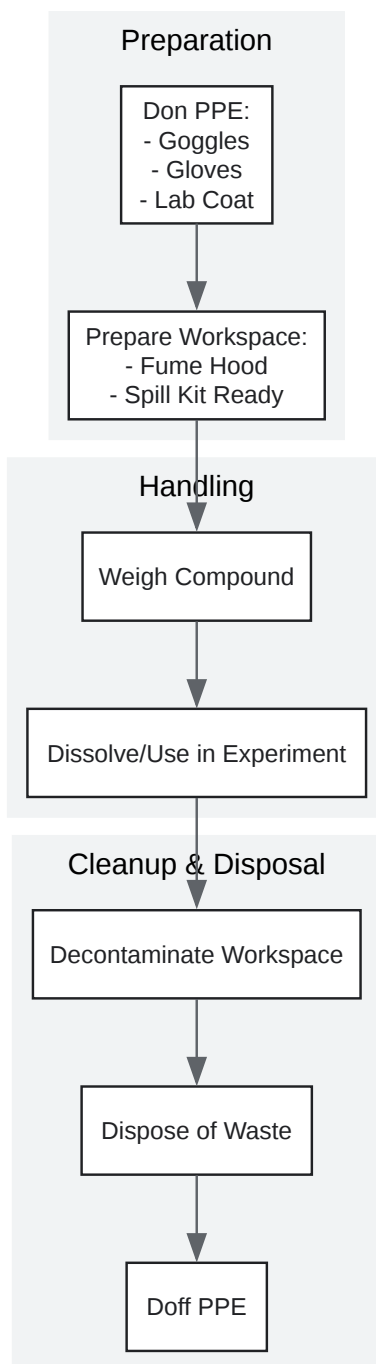 Preparation
Don PPE:
- Goggles
- Gloves
- Lab Coat
Prepare Workspace:
- Fume Hood
- Spill Kit Ready
Handling
Weigh Compound
Dissolve/Use in Experiment
Cleanup & Disposal
Decontaminate Workspace
Dispose of Waste
Doff PPE